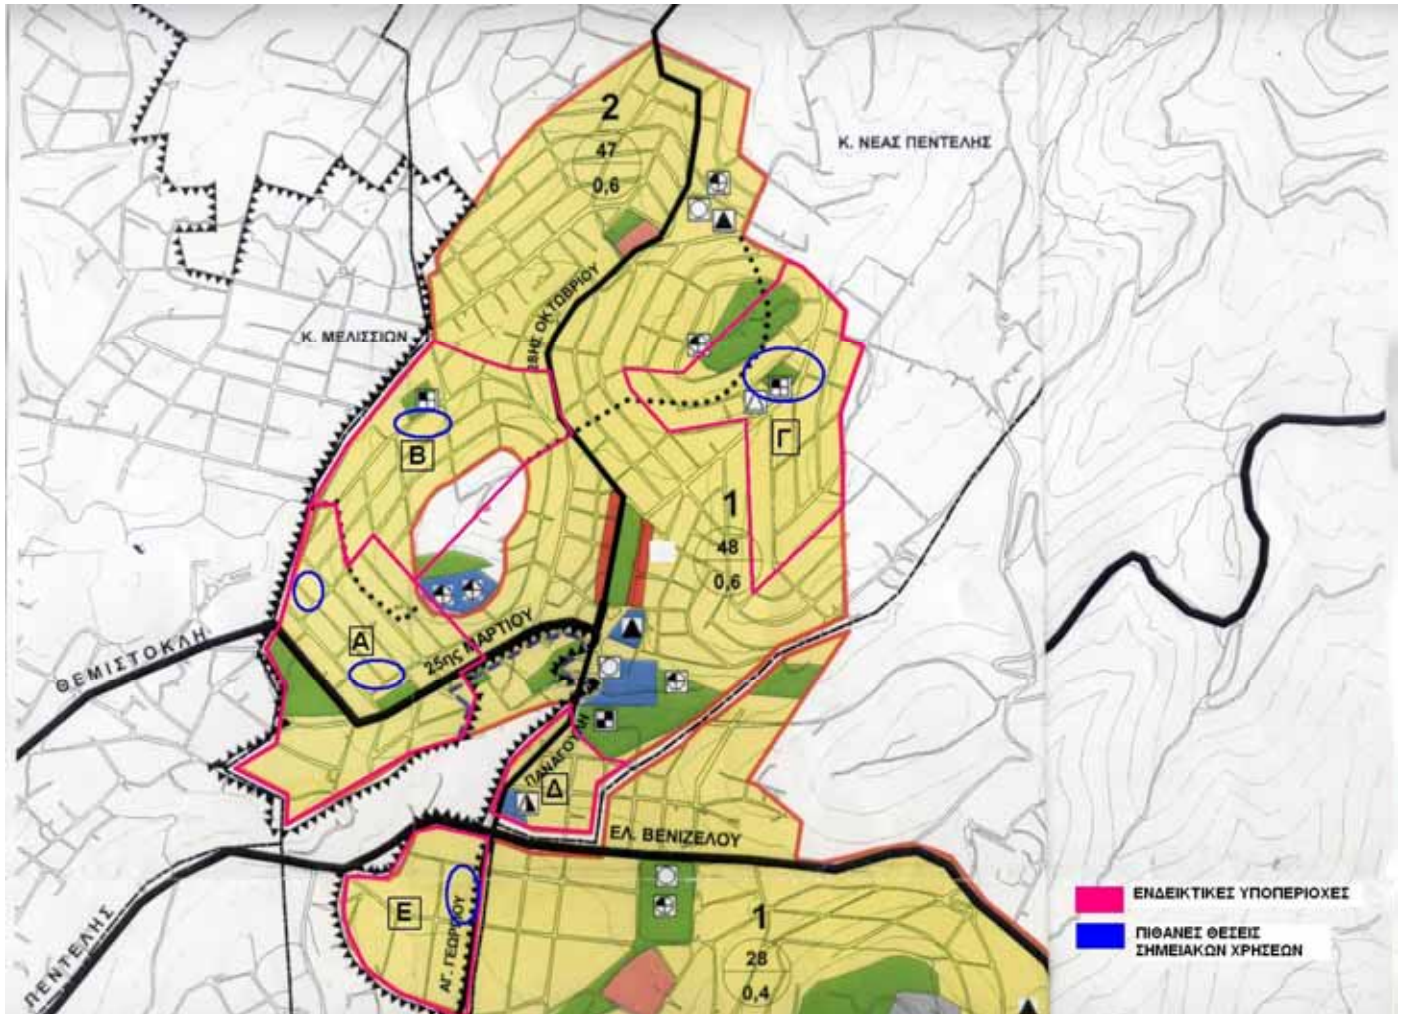 2
47
0,6
Κ. ΝΕΑΣ ΠΕΝΤΕΛΗΣ
28ΗΣ ΟΚΤΩΒΡΙΟΥ
Κ. ΜΕΛΙΣΣΙΩΝ
Β
Γ
1
48
0,6
Α
25ης ΜΑΡΤΙΟΥ
ΘΕΜΙΣΤΟΚΛΗ
ΠΑΝΑΓΟΥΛΗ
Δ
ΕΛ. ΒΕΝΙΖΕΛΟΥ
Ε
ΑΓ. ΓΕΩΡΓΙΟΥ
ΠΕΝΤΕΛΗΣ
1
28
0,4
ΕΝΔΕΙΚΤΙΚΕΣ ΥΠΟΠΕΡΙΟΧΕΣ
ΠΙΘΑΝΕΣ ΘΕΣΕΙΣ
ΣΗΜΕΙΑΚΩΝ ΧΡΗΣΕΩΝ